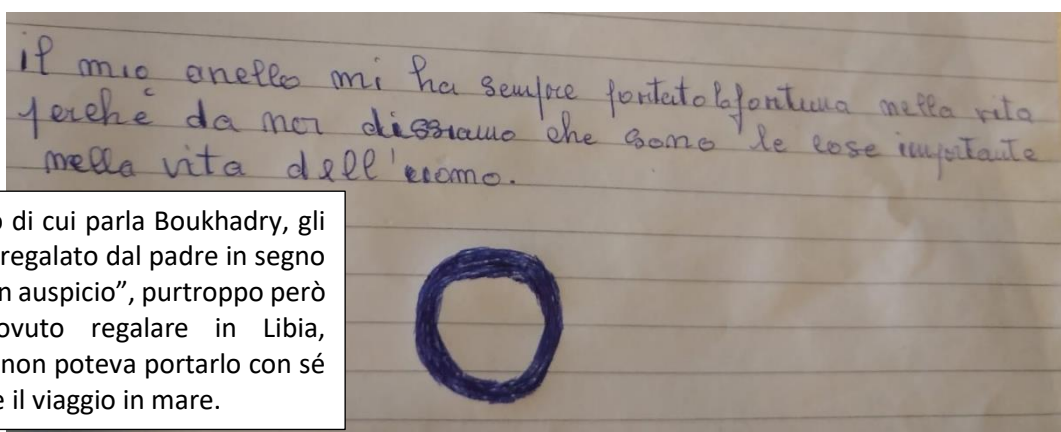 il mio anello mi ha sempre portato la fortuna nella vita
perchè da noi dissiamo che sono le cose importante
nella vita dell'uomo.
o di cui parla Boukhadry, gli
regalato dal padre in segno
n auspicio”, purtroppo però
ovuto regalare in Libia,
non poteva portarlo con sé
e il viaggio in mare.